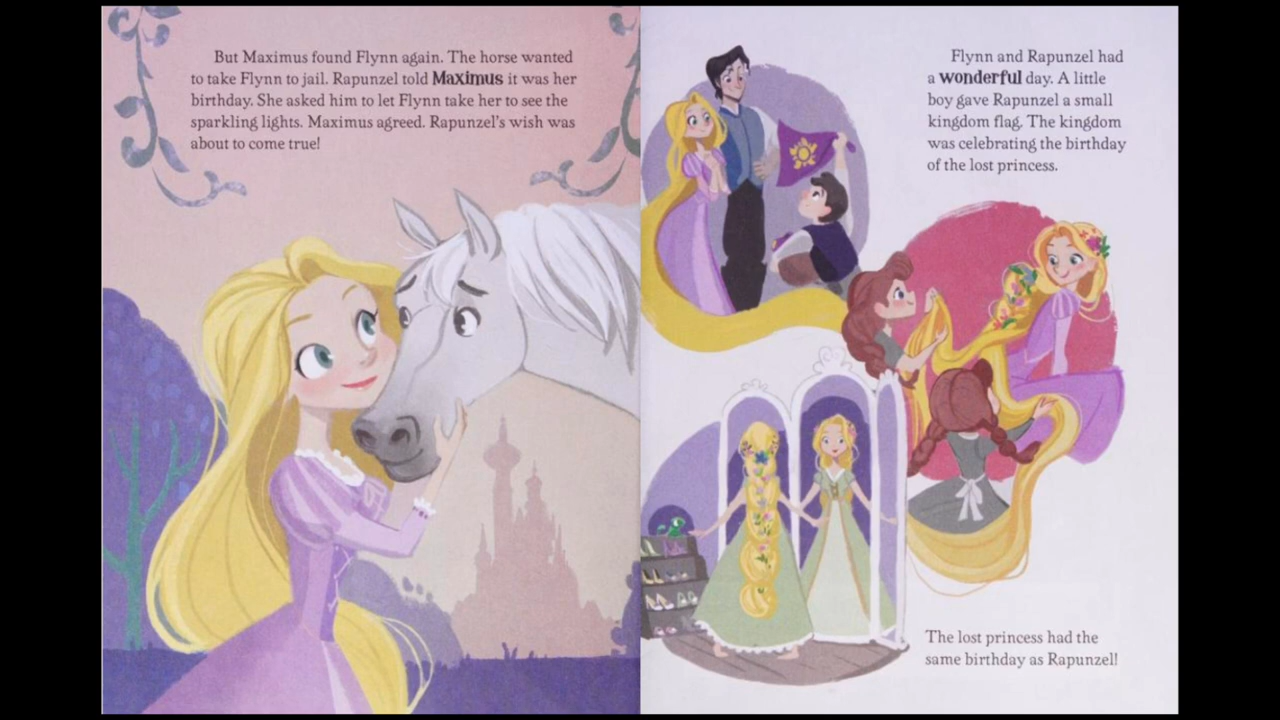 But Maximus found Flynn again. The horse wanted
to take Flynn to jail. Rapunzel told Maximus it was her
birthday. She asked him to let Flynn take her to see the
sparkling lights. Maximus agreed. Rapunzel's wish was
about to come true!
Flynn and Rapunzel had
a wonderful day. A little
boy gave Rapunzel a small
kingdom flag. The kingdom
was celebrating the birthday
of the lost princess.
The lost princess had the
same birthday as Rapunzel!